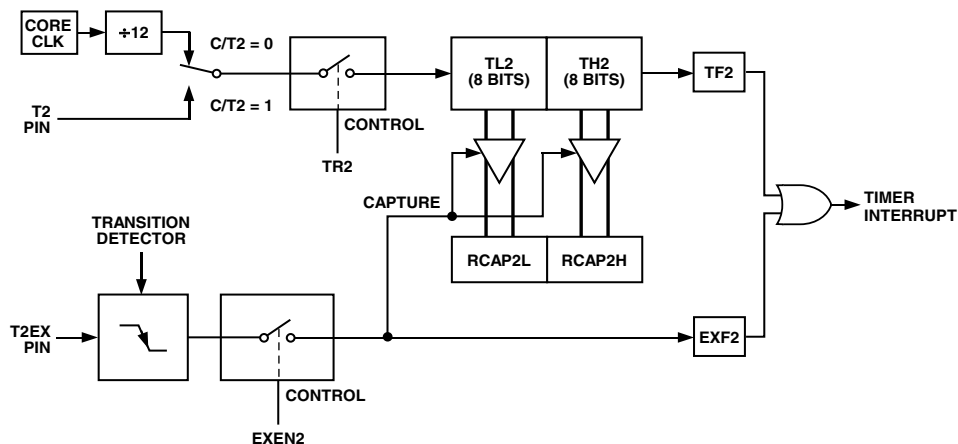 CORE
CLK
÷12
C/T2 = 0
C/T2 = 1
T2
PIN
CONTROL
TR2
TL2
(8 BITS)
TH2
(8 BITS)
TF2
CAPTURE
TRANSITION
DETECTOR
RCAP2L
RCAP2H
TIMER
INTERRUPT
T2EX
PIN
CONTROL
EXEN2
EXF2